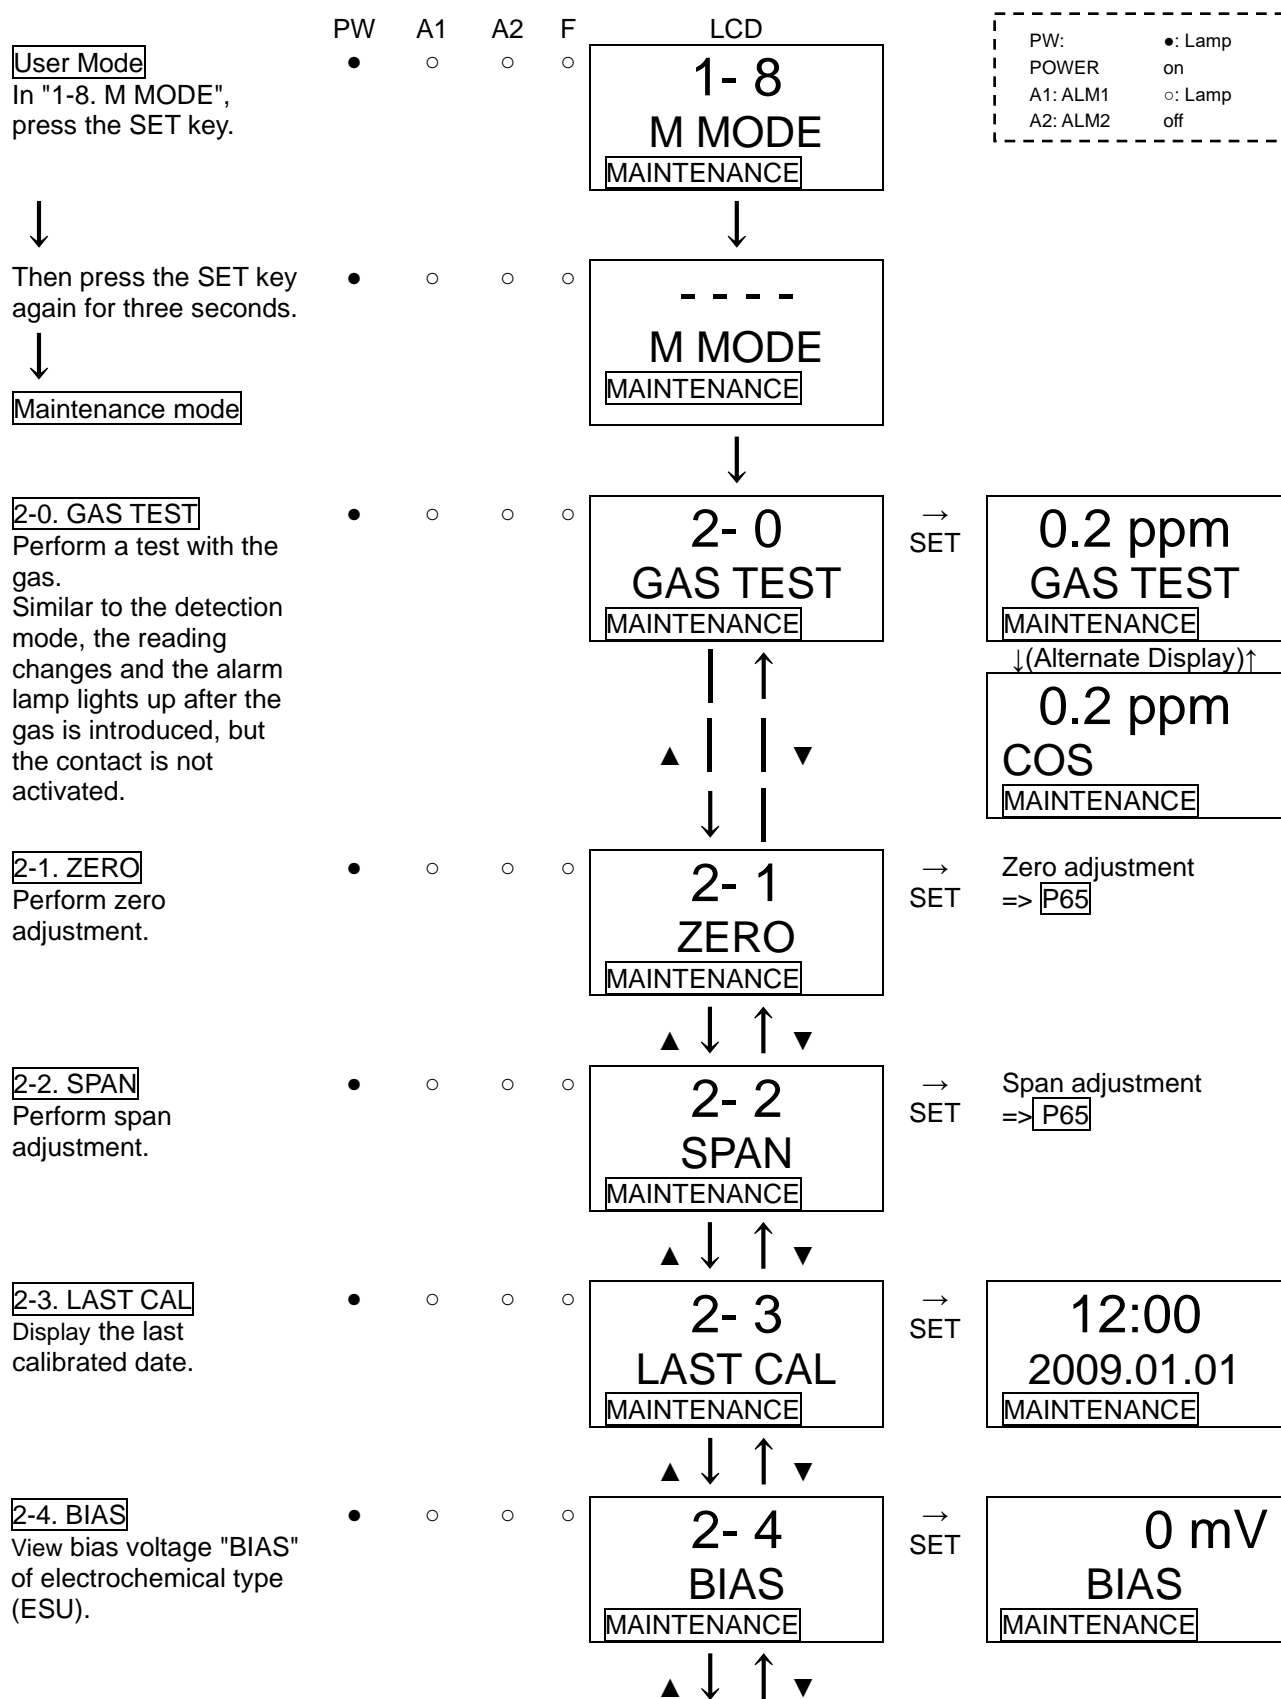 PW A1 A2 F LCD
PW: ●: Lamp
POWER on
A1: ALM1 ○: Lamp
A2: ALM2 off
User Mode
In "1-8. M MODE",
press the SET key.
● ○ ○ ○
1- 8
M MODE
MAINTENANCE
↓ ↓
Then press the SET key
again for three seconds.
● ○ ○ ○
- - - -
M MODE
MAINTENANCE
↓
Maintenance mode
↓
2-0. GAS TEST
Perform a test with the
gas.
Similar to the detection
mode, the reading
changes and the alarm
lamp lights up after the
gas is introduced, but
the contact is not
activated.
● ○ ○ ○
2- 0
GAS TEST
MAINTENANCE
→
SET
0.2 ppm
GAS TEST
MAINTENANCE
↓(Alternate Display)↑
0.2 ppm
COS
MAINTENANCE
▲ ↓ ↑ ▼
2-1. ZERO
Perform zero
adjustment.
● ○ ○ ○
2- 1
ZERO
MAINTENANCE
→
SET
Zero adjustment
=> P65
▲ ↓ ↑ ▼
2-2. SPAN
Perform span
adjustment.
● ○ ○ ○
2- 2
SPAN
MAINTENANCE
→
SET
Span adjustment
=> P65
▲ ↓ ↑ ▼
2-3. LAST CAL
Display the last
calibrated date.
● ○ ○ ○
2- 3
LAST CAL
MAINTENANCE
→
SET
12:00
2009.01.01
MAINTENANCE
▲ ↓ ↑ ▼
2-4. BIAS
View bias voltage "BIAS"
of electrochemical type
(ESU).
● ○ ○ ○
2- 4
BIAS
MAINTENANCE
→
SET
0 mV
BIAS
MAINTENANCE
▲ ↓ ↑ ▼